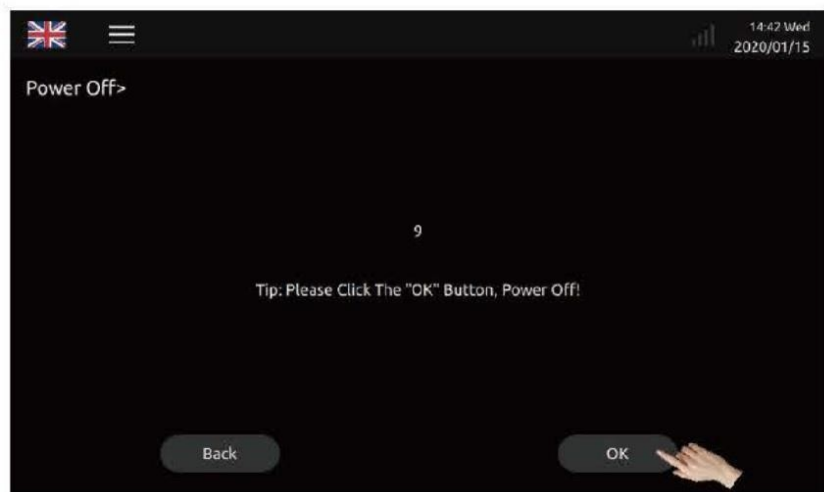 14:42 Wed
2020/01/15
Power Off>
9
Tip: Please Click The "OK" Button, Power Off!
Back
OK